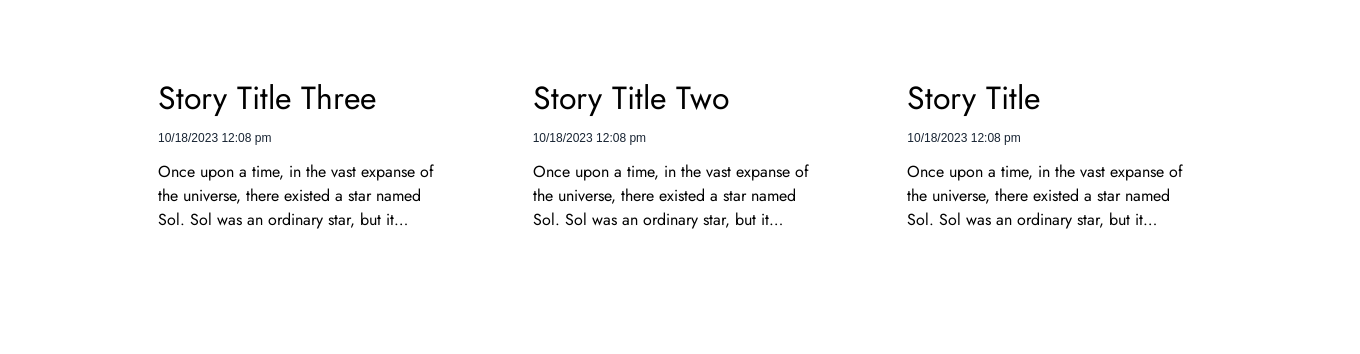 Story Title Three
10/18/2023 12:08 pm
Once upon a time, in the vast expanse of
the universe, there existed a star named
Sol. Sol was an ordinary star, but it...
Story Title Two
10/18/2023 12:08 pm
Once upon a time, in the vast expanse of
the universe, there existed a star named
Sol. Sol was an ordinary star, but it...
Story Title
10/18/2023 12:08 pm
Once upon a time, in the vast expanse of
the universe, there existed a star named
Sol. Sol was an ordinary star, but it...